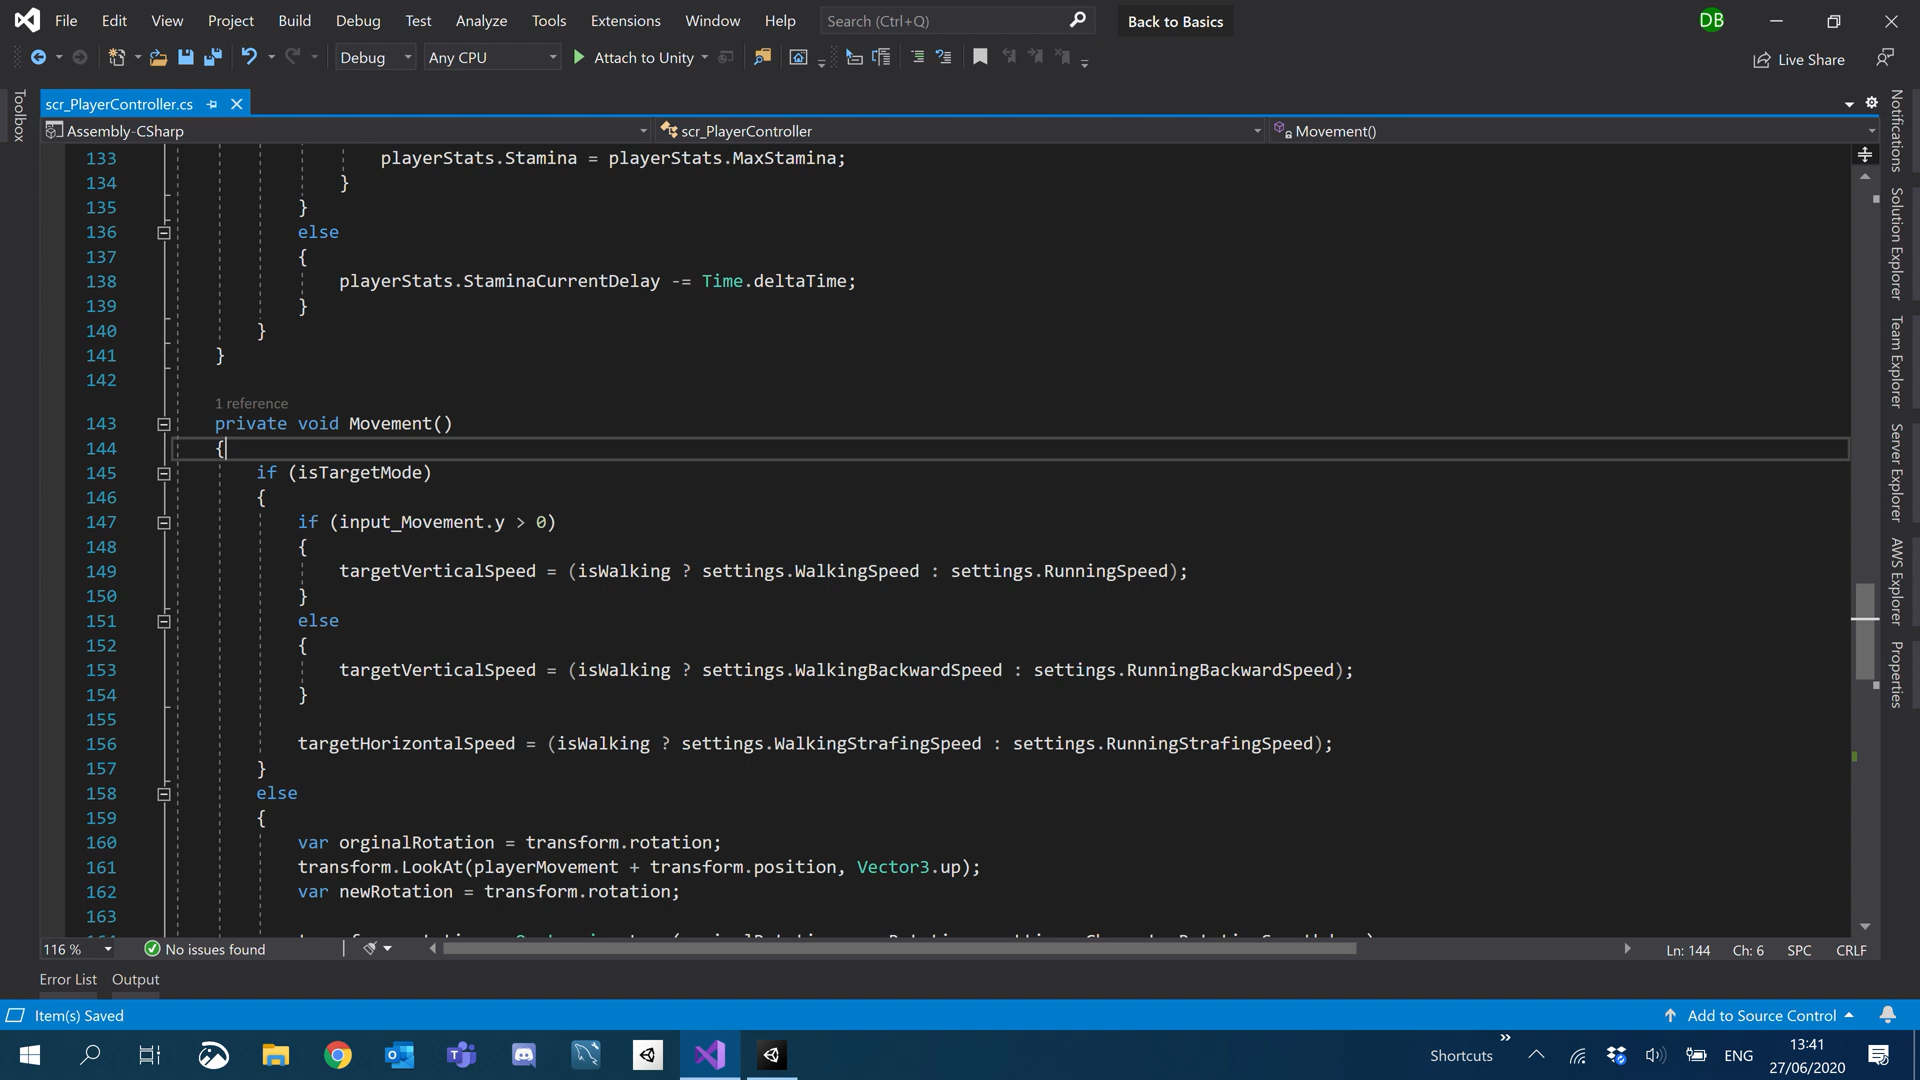 File Edit View Project Build Debug Test Analyze Tools Extensions Window Help Search (Ctrl+Q) Back to Basics DB
Debug Any CPU Attach to Unity Live Share
Toolbox
scr_PlayerController.cs
Assembly-CSharp scr_PlayerController Movement()
133 playerStats.Stamina = playerStats.MaxStamina;
134 }
135 }
136 else
137 {
138 playerStats.StaminaCurrentDelay -= Time.deltaTime;
139 }
140 }
141 }
142
1 reference
143 private void Movement()
144 {
145 if (isTargetMode)
146 {
147 if (input_Movement.y > 0)
148 {
149 targetVerticalSpeed = (isWalking ? settings.WalkingSpeed : settings.RunningSpeed);
150 }
151 else
152 {
153 targetVerticalSpeed = (isWalking ? settings.WalkingBackwardSpeed : settings.RunningBackwardSpeed);
154 }
155
156 targetHorizontalSpeed = (isWalking ? settings.WalkingStrafingSpeed : settings.RunningStrafingSpeed);
157 }
158 else
159 {
160 var orginalRotation = transform.rotation;
161 transform.LookAt(playerMovement + transform.position, Vector3.up);
162 var newRotation = transform.rotation;
163
Notifications
Solution Explorer
Team Explorer
Server Explorer
AWS Explorer
Properties
116 % No issues found Ln: 144 Ch: 6 SPC CRLF
Error List Output
Item(s) Saved Add to Source Control
Shortcuts ENG 13:41
27/06/2020